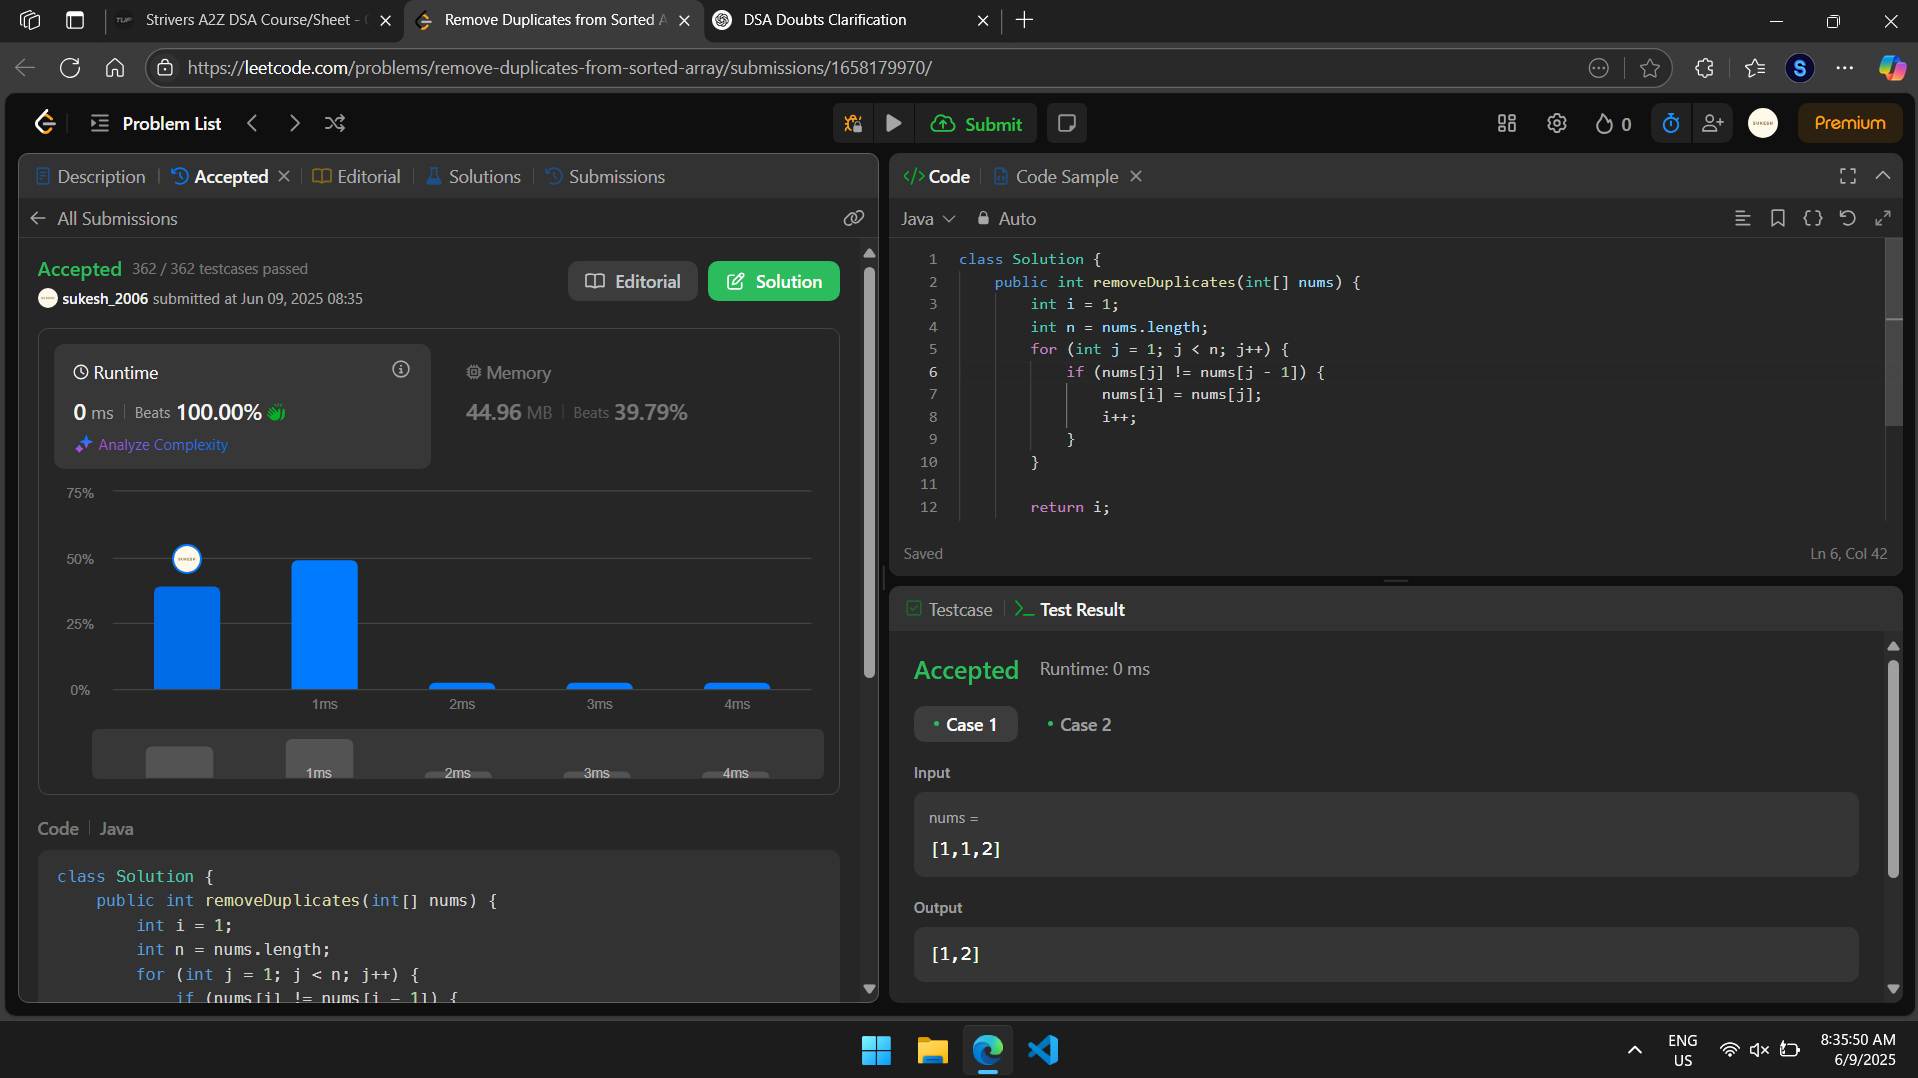 Strivers A2Z DSA Course/Sheet -
Remove Duplicates from Sorted A
DSA Doubts Clarification
https://leetcode.com/problems/remove-duplicates-from-sorted-array/submissions/1658179970/
S
Problem List
Submit
0
SUKESH
Premium
Description
Accepted
Editorial
Solutions
Submissions
All Submissions
Accepted 362 / 362 testcases passed
sukesh_2006 submitted at Jun 09, 2025 08:35
Editorial
Solution
Runtime
0 ms Beats 100.00%
Analyze Complexity
Memory
44.96 MB Beats 39.79%
75%
50%
25%
0%
SUKESH
1ms 2ms 3ms 4ms
1ms 2ms 3ms 4ms
Code Java
class Solution {
public int removeDuplicates(int[] nums) {
int i = 1;
int n = nums.length;
for (int j = 1; j < n; j++) {
if (nums[j] != nums[j - 1]) {
</> Code
Code Sample
Java
Auto
1 class Solution {
2 public int removeDuplicates(int[] nums) {
3 int i = 1;
4 int n = nums.length;
5 for (int j = 1; j < n; j++) {
6 if (nums[j] != nums[j - 1]) {
7 nums[i] = nums[j];
8 i++;
9 }
10 }
11
12 return i;
Saved
Ln 6, Col 42
Testcase
Test Result
Accepted Runtime: 0 ms
Case 1
Case 2
Input
nums =
[1,1,2]
Output
[1,2]
ENG
US
8:35:50 AM
6/9/2025